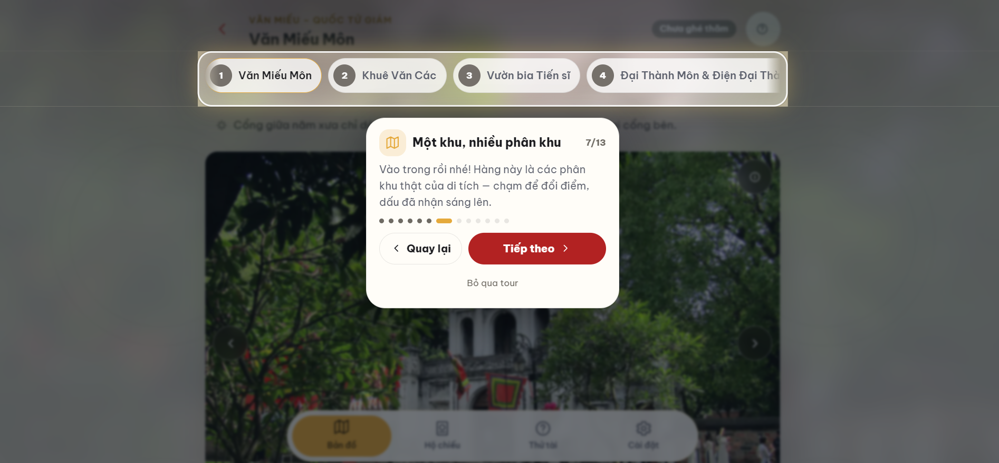 VĂN MIẾU – QUỐC TỬ GIÁM
Văn Miếu Môn
Chưa ghé thăm
1 Văn Miếu Môn
2 Khuê Văn Các
3 Vườn bia Tiến sĩ
4 Đại Thành Môn & Điện Đại Thà
Cổng giữa năm xưa chỉ d
i cổng bên.
Một khu, nhiều phân khu
7/13
Vào trong rồi nhé! Hàng này là các phân
khu thật của di tích — chạm để đổi điểm,
dấu đã nhận sáng lên.
Quay lại
Tiếp theo
Bỏ qua tour
Bản đồ
Hộ chiếu
Thử tài
Cài đặt